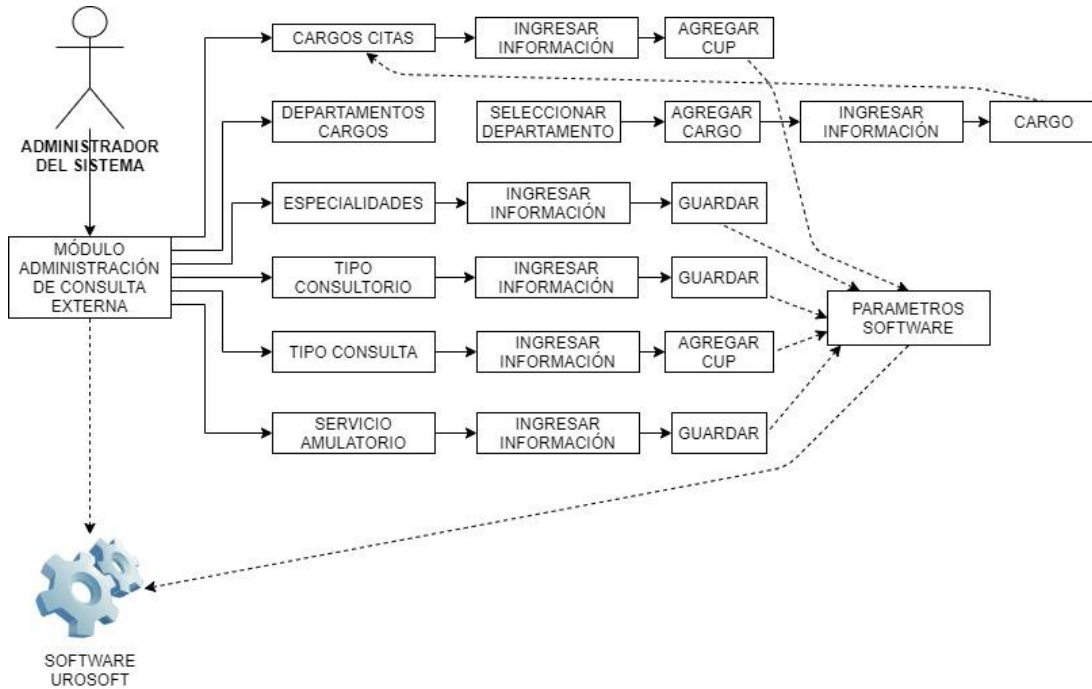 ADMINISTRADOR
DEL SISTEMA
MÓDULO
ADMINISTRACIÓN
DE CONSULTA
EXTERNA
CARGOS CITAS
INGRESAR
INFORMACIÓN
AGREGAR
CUP
DEPARTAMENTOS
CARGOS
SELECCIONAR
DEPARTAMENTO
AGREGAR
CARGO
INGRESAR
INFORMACIÓN
CARGO
ESPECIALIDADES
INGRESAR
INFORMACIÓN
GUARDAR
TIPO
CONSULTORIO
INGRESAR
INFORMACIÓN
GUARDAR
PARAMETROS
SOFTWARE
TIPO CONSULTA
INGRESAR
INFORMACIÓN
AGREGAR
CUP
SERVICIO
AMULATORIO
INGRESAR
INFORMACIÓN
GUARDAR
SOFTWARE
UROSOFT